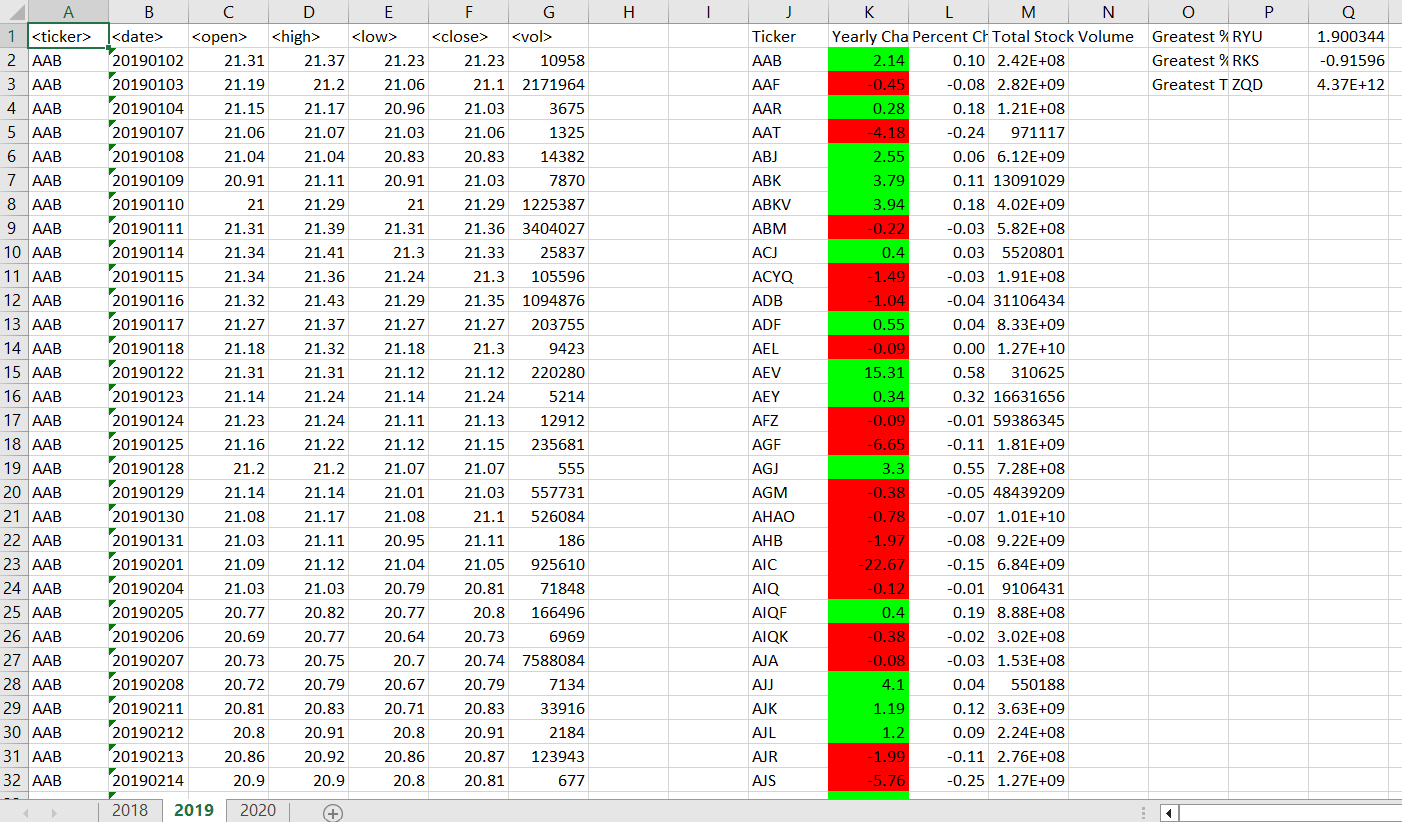 A B C D E F G H I J K L M N O P Q
1 <ticker> <date> <open> <high> <low> <close> <vol> Ticker Yearly Cha Percent Ch Total Stock Volume Greatest % RYU 1.900344
2 AAB 20190102 21.31 21.37 21.23 21.23 10958 AAB 2.14 0.10 2.42E+08 Greatest % RKS -0.91596
3 AAB 20190103 21.19 21.2 21.06 21.1 2171964 AAF -0.45 -0.08 2.82E+09 Greatest T ZQD 4.37E+12
4 AAB 20190104 21.15 21.17 20.96 21.03 3675 AAR 0.28 0.18 1.21E+08
5 AAB 20190107 21.06 21.07 21.03 21.06 1325 AAT -4.18 -0.24 971117
6 AAB 20190108 21.04 21.04 20.83 20.83 14382 ABJ 2.55 0.06 6.12E+09
7 AAB 20190109 20.91 21.11 20.91 21.03 7870 ABK 3.79 0.11 13091029
8 AAB 20190110 21 21.29 21 21.29 1225387 ABKV 3.94 0.18 4.02E+09
9 AAB 20190111 21.31 21.39 21.31 21.36 3404027 ABM -0.22 -0.03 5.82E+08
10 AAB 20190114 21.34 21.41 21.3 21.33 25837 ACJ 0.4 0.03 5520801
11 AAB 20190115 21.34 21.36 21.24 21.3 105596 ACYQ -1.49 -0.03 1.91E+08
12 AAB 20190116 21.32 21.43 21.29 21.35 1094876 ADB -1.04 -0.04 31106434
13 AAB 20190117 21.27 21.37 21.27 21.27 203755 ADF 0.55 0.04 8.33E+09
14 AAB 20190118 21.18 21.32 21.18 21.3 9423 AEL -0.09 0.00 1.27E+10
15 AAB 20190122 21.31 21.31 21.12 21.12 220280 AEV 15.31 0.58 310625
16 AAB 20190123 21.14 21.24 21.14 21.24 5214 AEY 0.34 0.32 16631656
17 AAB 20190124 21.23 21.24 21.11 21.13 12912 AFZ -0.09 -0.01 59386345
18 AAB 20190125 21.16 21.22 21.12 21.15 235681 AGF -6.65 -0.11 1.81E+09
19 AAB 20190128 21.2 21.2 21.07 21.07 555 AGJ 3.3 0.55 7.28E+08
20 AAB 20190129 21.14 21.14 21.01 21.03 557731 AGM -0.38 -0.05 48439209
21 AAB 20190130 21.08 21.17 21.08 21.1 526084 AHAO -0.78 -0.07 1.01E+10
22 AAB 20190131 21.03 21.11 20.95 21.11 186 AHB -1.97 -0.08 9.22E+09
23 AAB 20190201 21.09 21.12 21.04 21.05 925610 AIC -22.67 -0.15 6.84E+09
24 AAB 20190204 21.03 21.03 20.79 20.81 71848 AIQ -0.12 -0.01 9106431
25 AAB 20190205 20.77 20.82 20.77 20.8 166496 AIQF 0.4 0.19 8.88E+08
26 AAB 20190206 20.69 20.77 20.64 20.73 6969 AIQK -0.38 -0.02 3.02E+08
27 AAB 20190207 20.73 20.75 20.7 20.74 7588084 AJA -0.08 -0.03 1.53E+08
28 AAB 20190208 20.72 20.79 20.67 20.79 7134 AJJ 4.1 0.04 550188
29 AAB 20190211 20.81 20.83 20.71 20.83 33916 AJK 1.19 0.12 3.63E+09
30 AAB 20190212 20.8 20.91 20.8 20.91 2184 AJL 1.2 0.09 2.24E+08
31 AAB 20190213 20.86 20.92 20.86 20.87 123943 AJR -1.99 -0.11 2.76E+08
32 AAB 20190214 20.9 20.9 20.8 20.81 677 AJS -5.76 -0.25 1.27E+09
2018 2019 2020